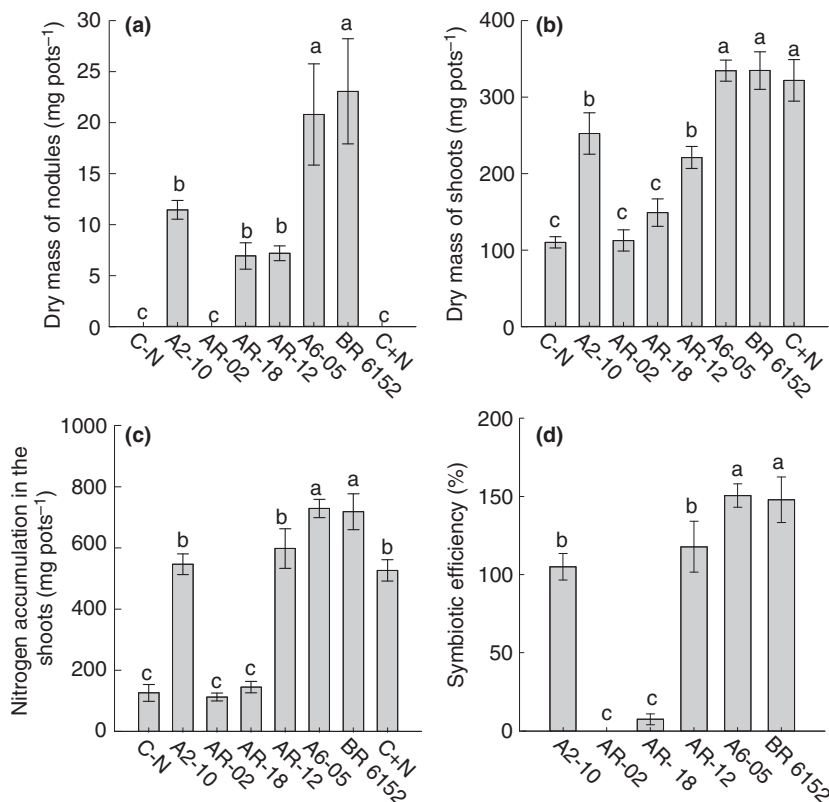 (a)
Dry mass of nodules (mg pots⁻¹)
30
25
20
15
10
5
0
c
b
c
b
b
a
a
c
C-N
A2-10
AR-02
AR-18
AR-12
A6-05
BR 6152
C+N
(b)
Dry mass of shoots (mg pots⁻¹)
400
300
200
100
0
c
b
c
c
b
a
a
a
C-N
A2-10
AR-02
AR-18
AR-12
A6-05
BR 6152
C+N
(c)
Nitrogen accumulation in the
shoots (mg pots⁻¹)
1000
800
600
400
200
0
c
b
c
c
b
a
a
b
C-N
A2-10
AR-02
AR-18
AR-12
A6-05
BR 6152
C+N
(d)
Symbiotic efficiency (%)
200
150
100
50
0
b
c
c
b
a
a
A2-10
AR-02
AR- 18
AR-12
A6-05
BR 6152